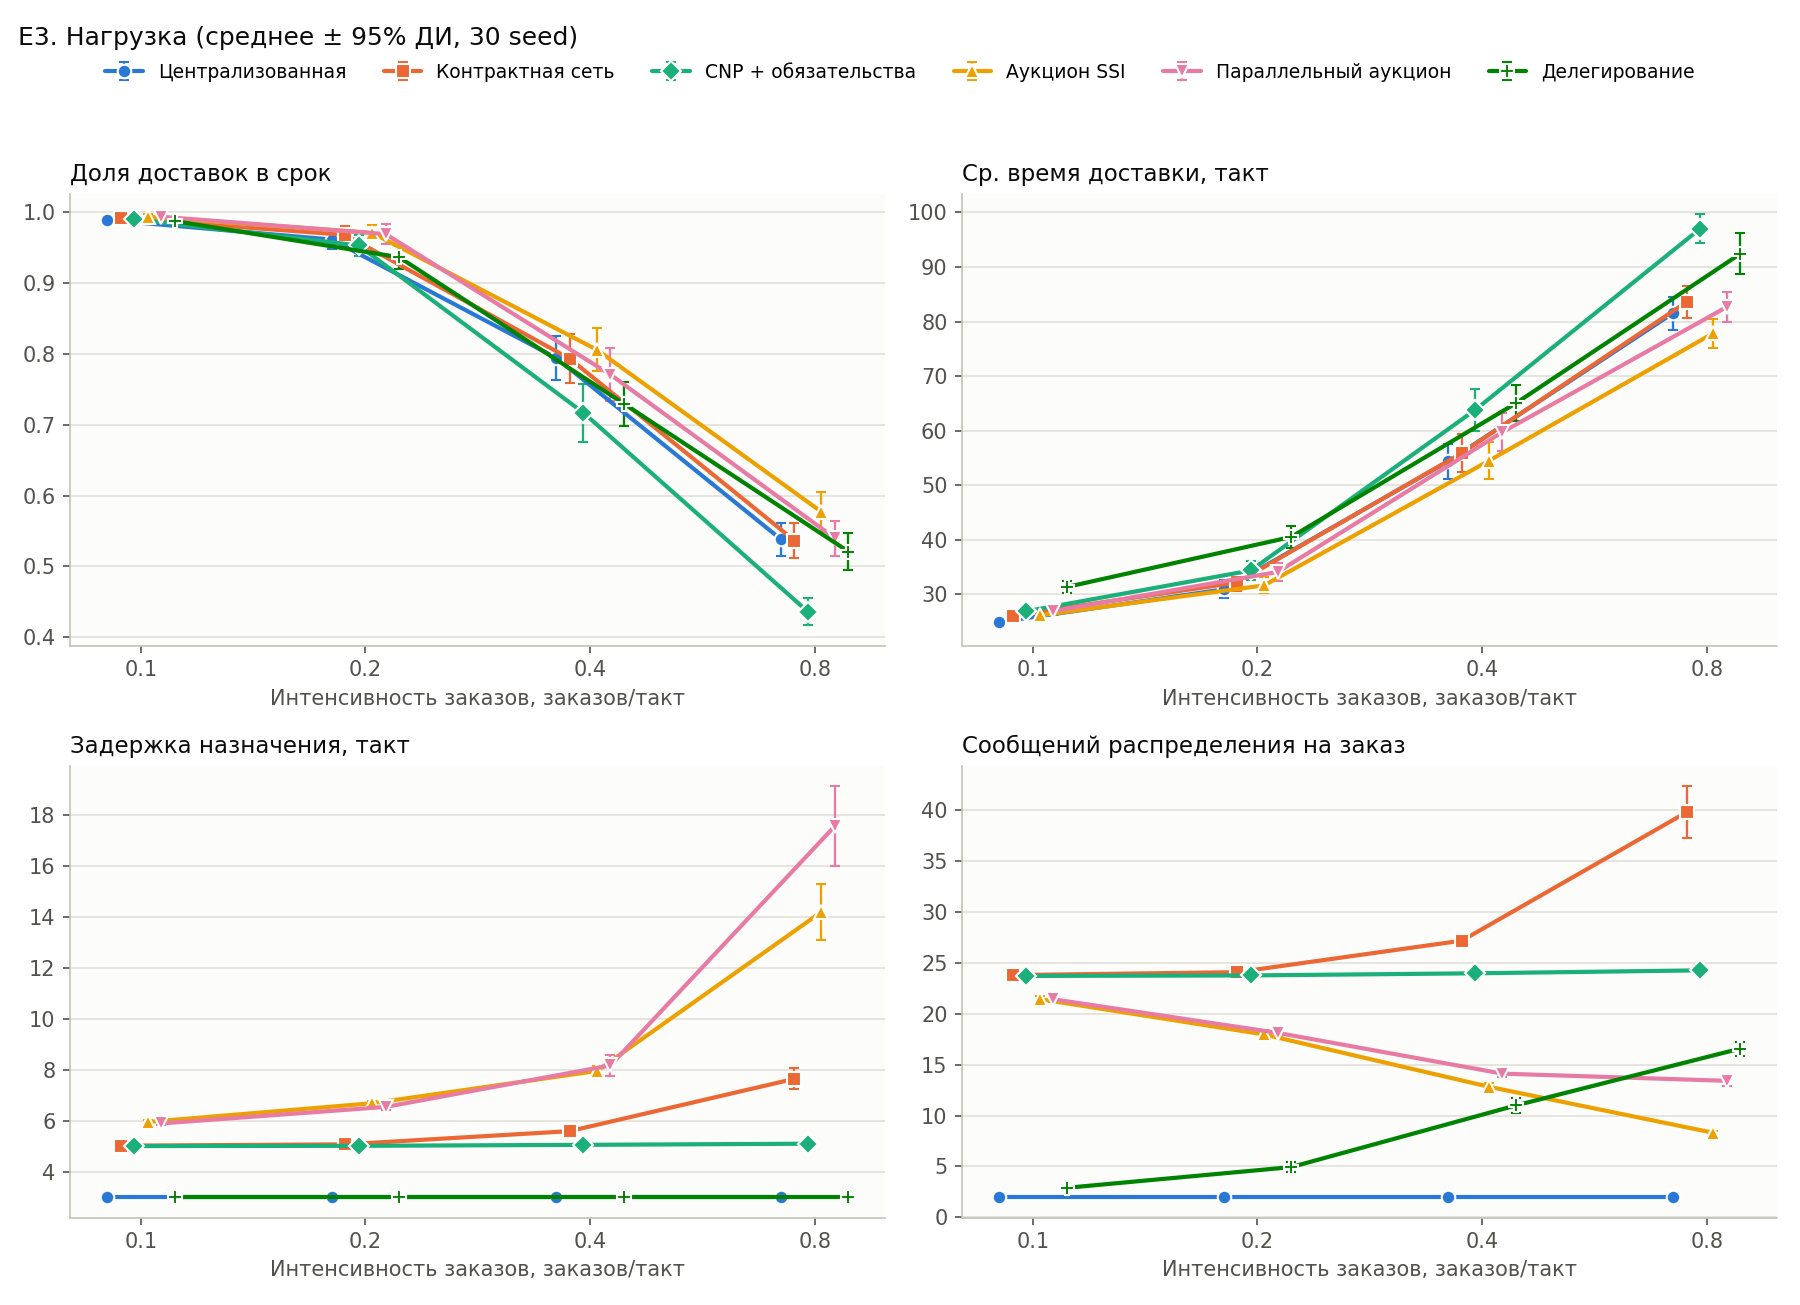 E3. Нагрузка (среднее ± 95% ДИ, 30 seed)
Централизованная Контрактная сеть CNP + обязательства Аукцион SSI Параллельный аукцион Делегирование
Доля доставок в срок
1.0
0.9
0.8
0.7
0.6
0.5
0.4
0.1 0.2 0.4 0.8
Интенсивность заказов, заказов/такт
Ср. время доставки, такт
100
90
80
70
60
50
40
30
0.1 0.2 0.4 0.8
Интенсивность заказов, заказов/такт
Задержка назначения, такт
18
16
14
12
10
8
6
4
0.1 0.2 0.4 0.8
Интенсивность заказов, заказов/такт
Сообщений распределения на заказ
40
35
30
25
20
15
10
5
0
0.1 0.2 0.4 0.8
Интенсивность заказов, заказов/такт